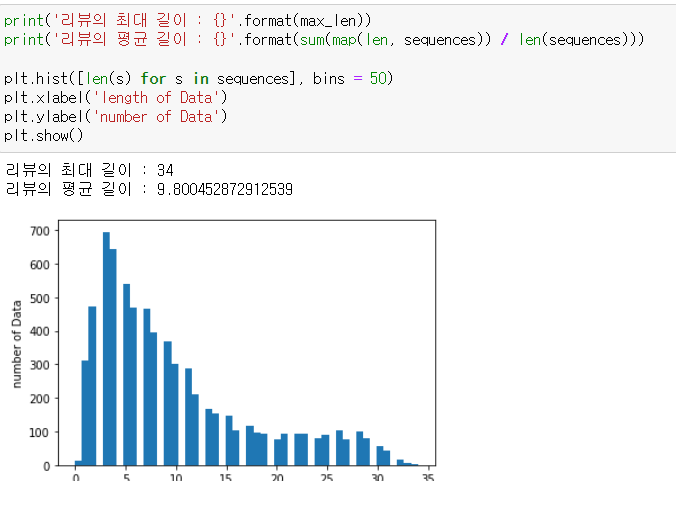 print('리뷰의 최대 길이 : {}'.format(max_len))
print('리뷰의 평균 길이 : {}'.format(sum(map(len, sequences)) / len(sequences)))
plt.hist([len(s) for s in sequences], bins = 50)
plt.xlabel('length of Data')
plt.ylabel('number of Data')
plt.show()
리뷰의 최대 길이 : 34
리뷰의 평균 길이 : 9.800452872912539
700
600
500
400
300
200
100
0
number of Data
0 5 10 15 20 25 30 35